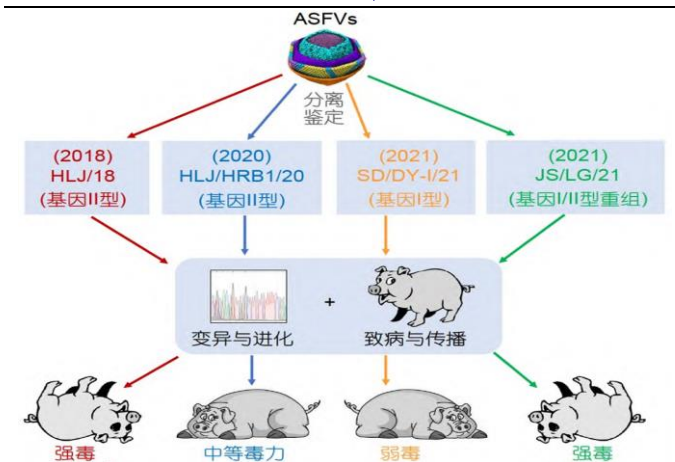 ASFVs
分离
鉴定
(2018)
HLJ/18
(基因II型)
(2020)
HLJ/HRB1/20
(基因II型)
(2021)
SD/DY-I/21
(基因I型)
(2021)
JS/LG/21
(基因I/II型重组)
+
变异与进化
致病与传播
强毒
中等毒力
弱毒
强毒